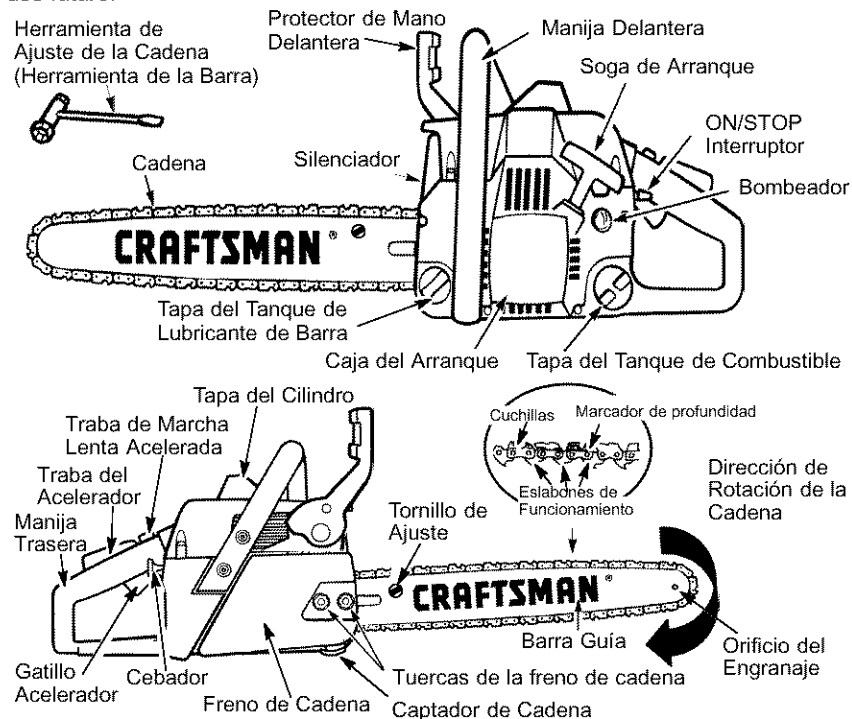 Herramienta de
Ajuste de la Cadena
(Herramienta de la Barra)
Protector de Mano
Delantera
Manija Delantera
Soga de Arranque
ON/STOP
Interruptor
Bombeador
Cadena
Silenciador
CRAFTSMAN®
Tapa del Tanque de
Lubricante de Barra
Caja del Arranque
Tapa del Tanque de Combustible
Tapa del Cilindro
Traba de Marcha
Lenta Acelerada
Traba del
Acelerador
Manija
Trasera
Cuchillas
Marcador de profundidad
Eslabones de
Funcionamiento
Dirección de
Rotación de la
Cadena
Tornillo de
Ajuste
CRAFTSMAN®
Barra Guía
Orificio del
Engranaje
Gatillo
Acelerador
Cebador
Freno de Cadena
Tuercas de la freno de cadena
Captador de Cadena